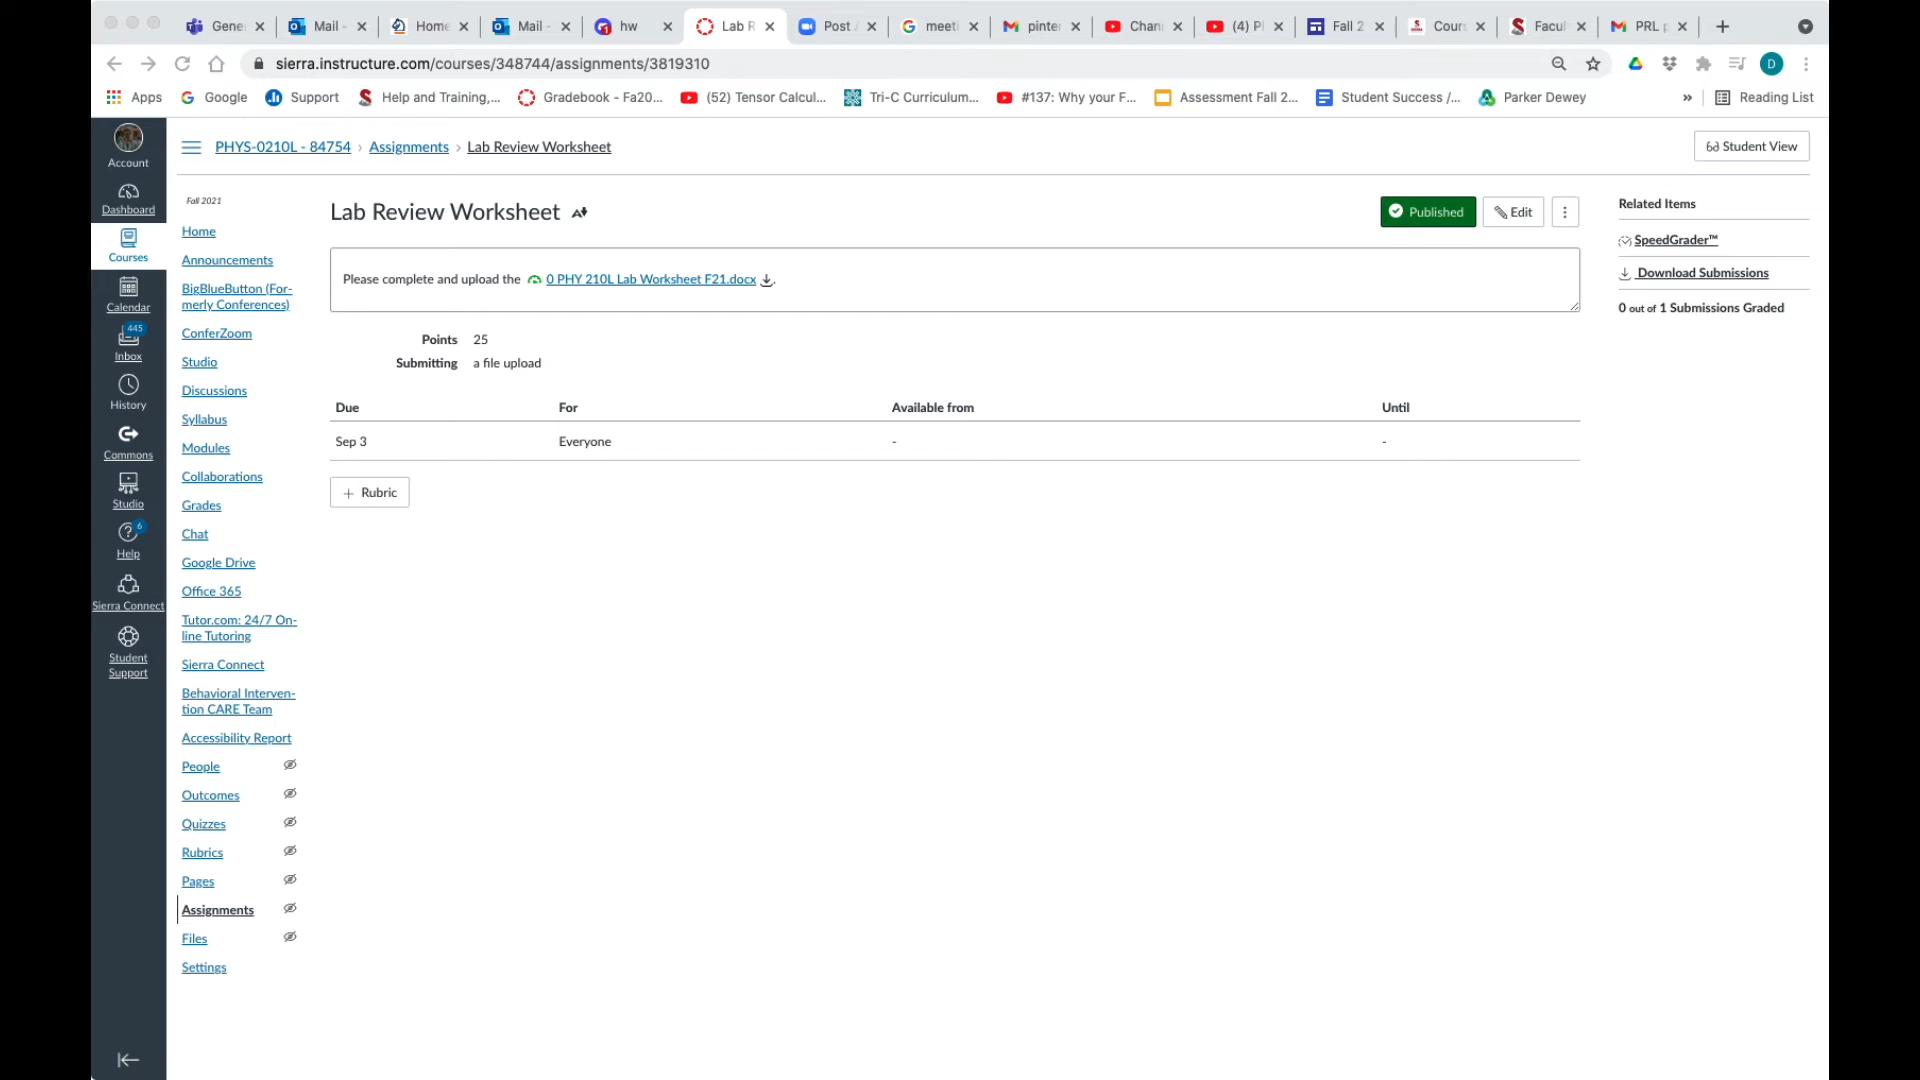 Gene
Mail -
Home
Mail -
hw
Lab R
Post
meeti
pinter
Chan
(4) P
Fall 2
Cour
Facul
PRL p
sierra.instructure.com/courses/348744/assignments/3819310
D
Apps
Google
Support
Help and Training,...
Gradebook - Fa20...
(52) Tensor Calcul...
Tri-C Curriculum...
#137: Why your F...
Assessment Fall 2...
Student Success /...
Parker Dewey
»
Reading List
Account
Dashboard
Courses
Calendar
445
Inbox
History
Commons
Studio
6
Help
Sierra Connect
Student
Support
PHYS-0210L - 84754 › Assignments › Lab Review Worksheet
Student View
Fall 2021
Home
Announcements
BigBlueButton (For-
merly Conferences)
ConferZoom
Studio
Discussions
Syllabus
Modules
Collaborations
Grades
Chat
Google Drive
Office 365
Tutor.com: 24/7 On-
line Tutoring
Sierra Connect
Behavioral Interven-
tion CARE Team
Accessibility Report
People
Outcomes
Quizzes
Rubrics
Pages
Assignments
Files
Settings
Lab Review Worksheet
Published
Edit
Please complete and upload the 0 PHY 210L Lab Worksheet F21.docx .
Points 25
Submitting a file upload
Due For Available from Until
Sep 3 Everyone - -
+ Rubric
Related Items
SpeedGrader™
Download Submissions
0 out of 1 Submissions Graded